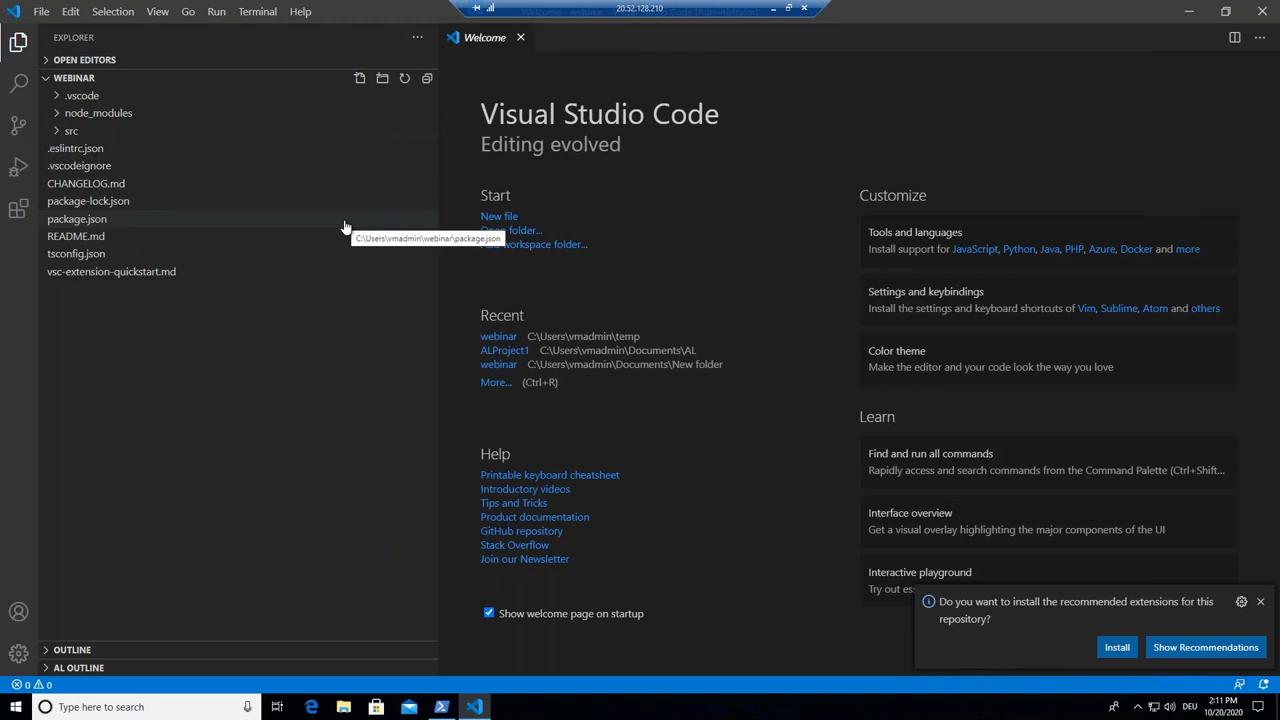 File Edit Selection View Go Run Terminal Help
20.52.128.210
EXPLORER
Welcome
OPEN EDITORS
WEBINAR
.vscode
node_modules
src
.eslintrc.json
.vscodeignore
CHANGELOG.md
package-lock.json
package.json
README.md
tsconfig.json
vsc-extension-quickstart.md
C:\Users\vmadmin\webinar\package.json
OUTLINE
AL OUTLINE
Visual Studio Code
Editing evolved
Start
New file
Open folder...
workspace folder...
Recent
webinar C:\Users\vmadmin\temp
ALProject1 C:\Users\vmadmin\Documents\AL
webinar C:\Users\vmadmin\Documents\New folder
More... (Ctrl+R)
Help
Printable keyboard cheatsheet
Introductory videos
Tips and Tricks
Product documentation
GitHub repository
Stack Overflow
Join our Newsletter
Show welcome page on startup
Customize
Tools and languages
Install support for JavaScript, Python, Java, PHP, Azure, Docker and more
Settings and keybindings
Install the settings and keyboard shortcuts of Vim, Sublime, Atom and others
Color theme
Make the editor and your code look the way you love
Learn
Find and run all commands
Rapidly access and search commands from the Command Palette (Ctrl+Shift...
Interface overview
Get a visual overlay highlighting the major components of the UI
Interactive playground
Try out
Do you want to install the recommended extensions for this
repository?
Install Show Recommendations
0 0
Type here to search
DEU
2:11 PM
10/20/2020